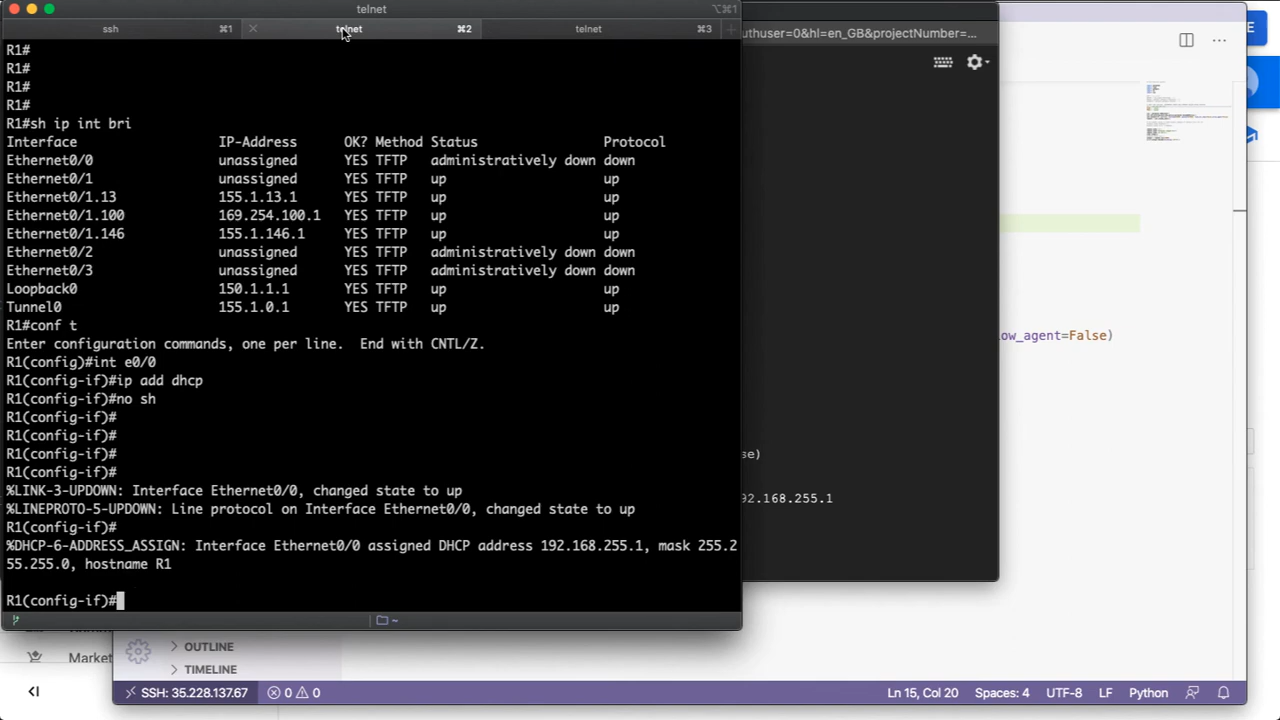 telnet
⌥⌘1
ssh ⌘1
telnet ⌘2
telnet ⌘3
R1#
R1#
R1#
R1#
R1#sh ip int bri
Interface IP-Address OK? Method Status Protocol
Ethernet0/0 unassigned YES TFTP administratively down down
Ethernet0/1 unassigned YES TFTP up up
Ethernet0/1.13 155.1.13.1 YES TFTP up up
Ethernet0/1.100 169.254.100.1 YES TFTP up up
Ethernet0/1.146 155.1.146.1 YES TFTP up up
Ethernet0/2 unassigned YES TFTP administratively down down
Ethernet0/3 unassigned YES TFTP administratively down down
Loopback0 150.1.1.1 YES TFTP up up
Tunnel0 155.1.0.1 YES TFTP up up
R1#conf t
Enter configuration commands, one per line. End with CNTL/Z.
R1(config)#int e0/0
R1(config-if)#ip add dhcp
R1(config-if)#no sh
R1(config-if)#
R1(config-if)#
R1(config-if)#
R1(config-if)#
%LINK-3-UPDOWN: Interface Ethernet0/0, changed state to up
%LINEPROTO-5-UPDOWN: Line protocol on Interface Ethernet0/0, changed state to up
R1(config-if)#
%DHCP-6-ADDRESS_ASSIGN: Interface Ethernet0/0 assigned DHCP address 192.168.255.1, mask 255.2
55.255.0, hostname R1
R1(config-if)#
~
uthuser=0&hl=en_GB&projectNumber=...
E
ow_agent=False)
se)
92.168.255.1
Market
OUTLINE
TIMELINE
SSH: 35.228.137.67 0 0 Ln 15, Col 20 Spaces: 4 UTF-8 LF Python